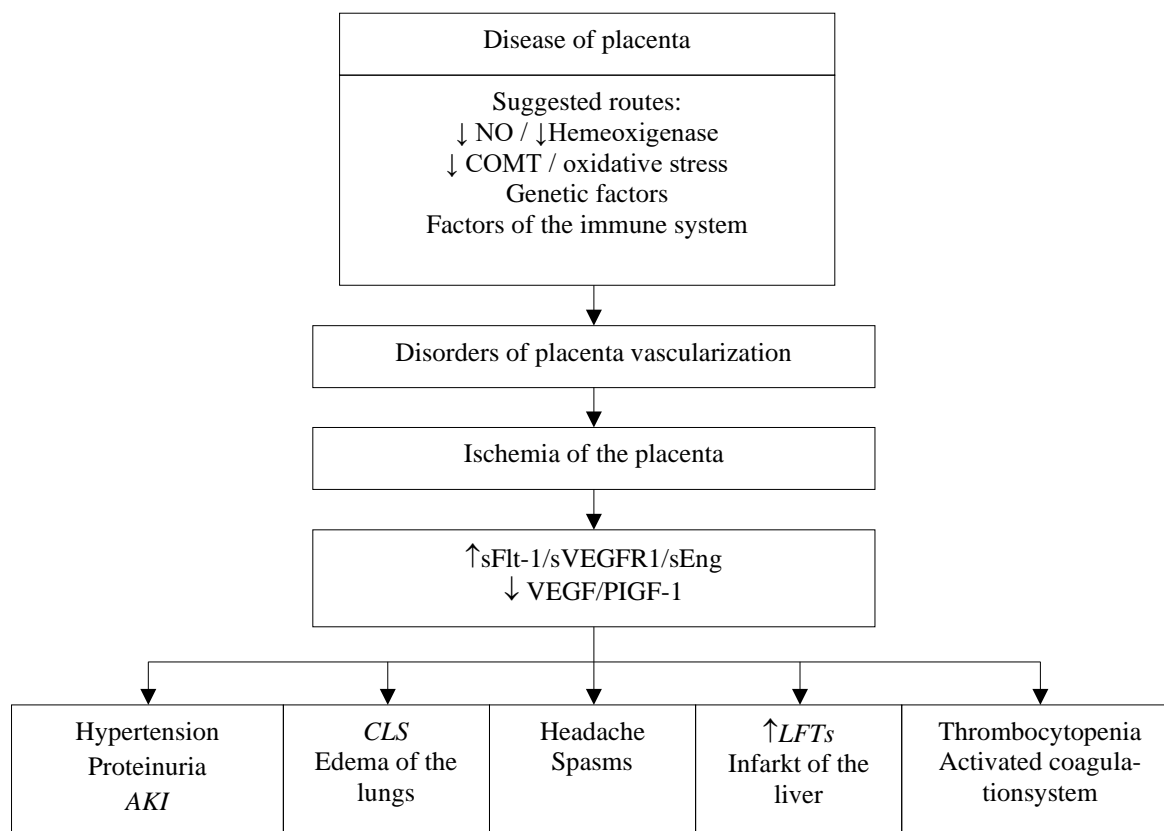 Disease of placenta
Suggested routes:
↓ NO / ↓Hemeoxigenase
↓ COMT / oxidative stress
Genetic factors
Factors of the immune system
Disorders of placenta vascularization
Ischemia of the placenta
↑sFlt-1/sVEGFR1/sEng
↓ VEGF/PIGF-1
Hypertension
Proteinuria
AKI
CLS
Edema of the
lungs
Headache
Spasms
↑LFTs
Infarkt of the
liver
Thrombocytopenia
Activated coagula-
tionsystem